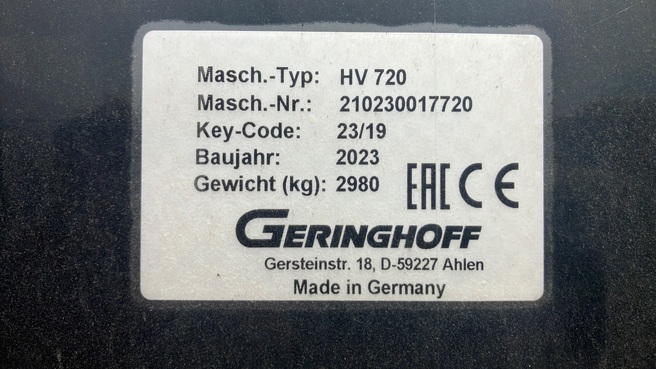 Masch.-Typ: HV 720
Masch.-Nr.: 210230017720
Key-Code: 23/19
Baujahr: 2023
Gewicht (kg): 2980
EAC CE
GERINGHOFF
Gersteinstr. 18, D-59227 Ahlen
Made in Germany